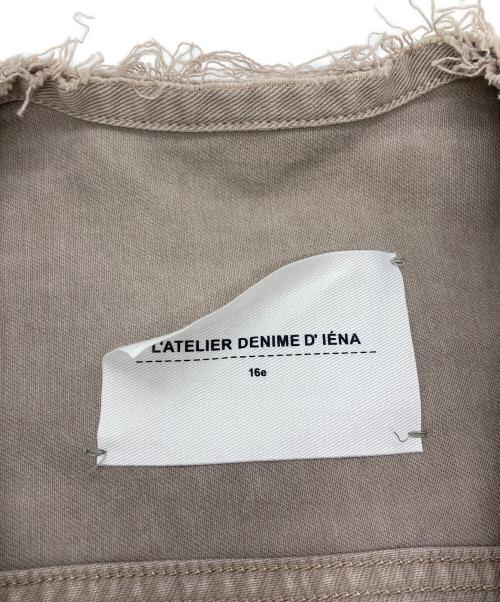 L'ATELIER DENIME D' IÉNA
16e